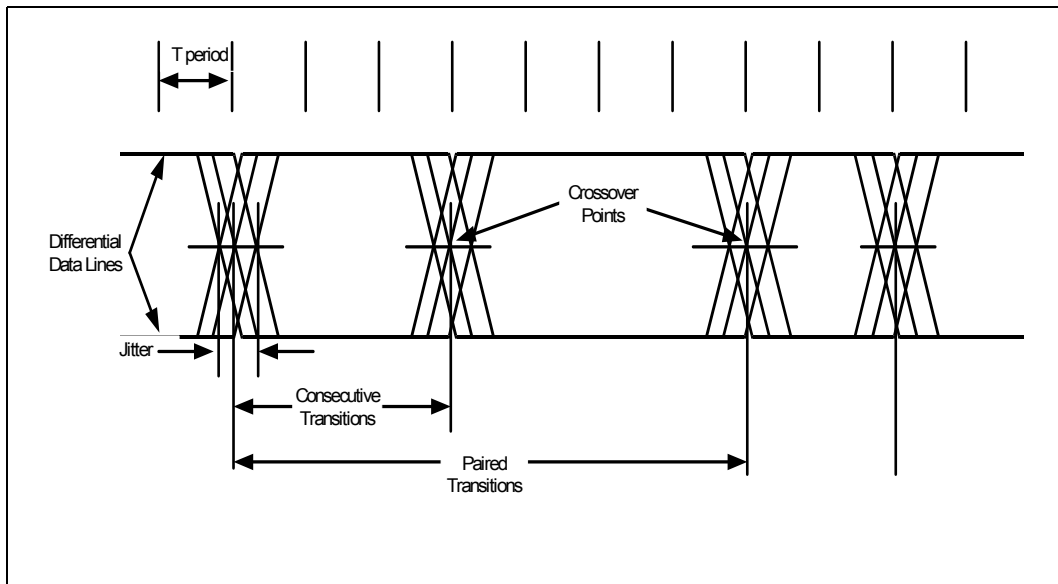 T period
Crossover
Points
Differential
Data Lines
Jitter
Consecutive
Transitions
Paired
Transitions